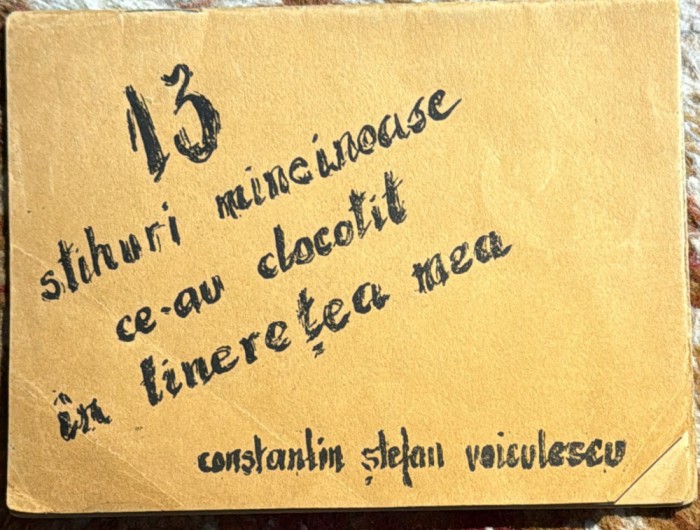 13
stihuri mincinoase
ce-au clocotit
în tinerețea mea
constantin ștefan voiculescu